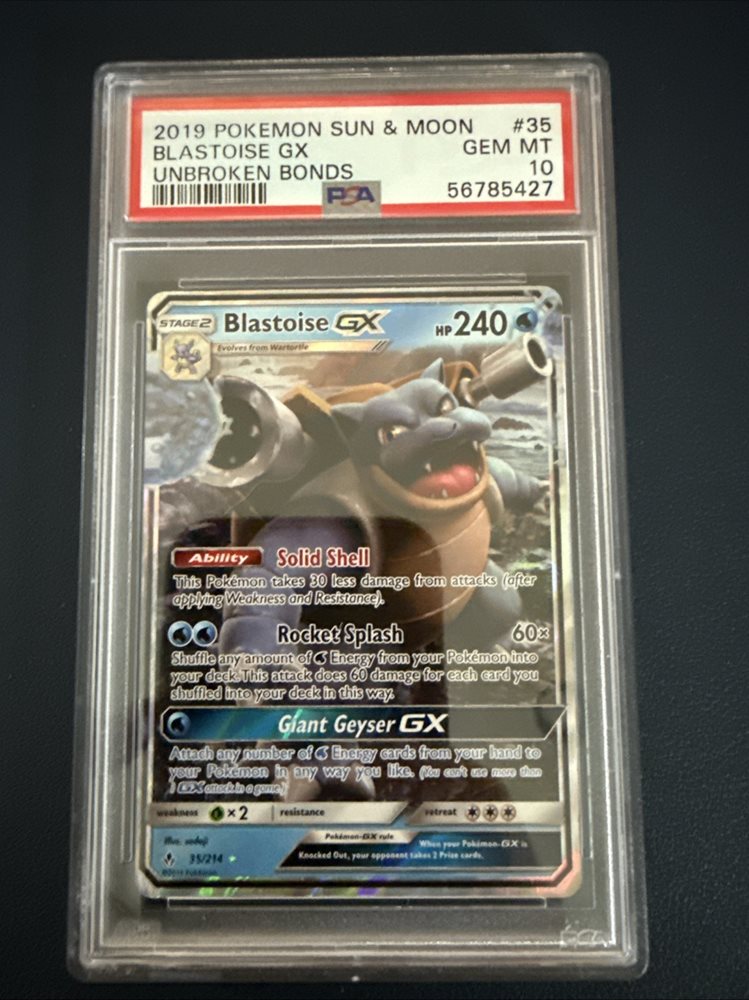 2019 POKEMON SUN & MOON #35
BLASTOISE GX GEM MT
UNBROKEN BONDS 10
PSA 56785427
STAGE2 Blastoise GX HP240
Evolves from Wartortle
Ability Solid Shell
This Pokémon takes 30 less damage from attacks (after
applying Weakness and Resistance).
Rocket Splash 60×
Shuffle any amount of Energy from your Pokémon into
your deck. This attack does 60 damage for each card you
shuffled into your deck in this way.
Giant Geyser GX
Attach any number of Energy cards from your hand to
your Pokémon in any way you like. (You can't use more than
1 GX attack in a game.)
weakness ×2 resistance retreat
Illus. sadaji Pokémon-GX rule When your Pokémon-GX is
35/214 Knocked Out, your opponent takes 2 Prize cards.
©2019 Pokémon
PSA